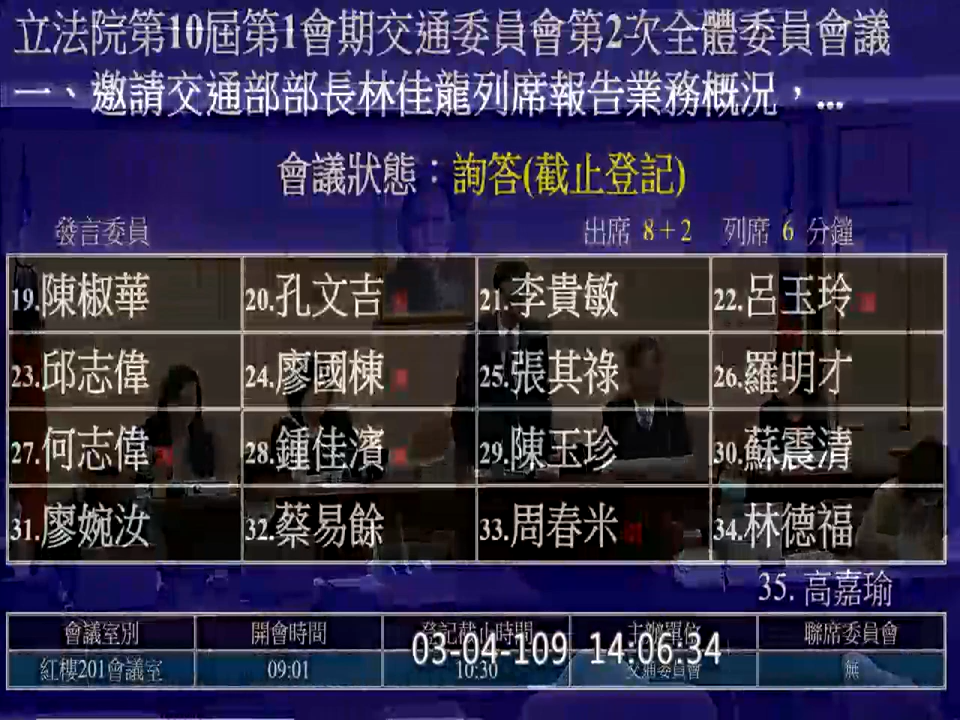 立法院第10屆第1會期交通委員會第2次全體委員會議
一、邀請交通部部長林佳龍列席報告業務概況，...
會議狀態：詢答(截止登記)
發言委員 出席 8+2 列席 6 分鐘
19.陳椒華 20.孔文吉 21.李貴敏 22.呂玉玲
23.邱志偉 24.廖國棟 25.張其祿 26.羅明才
27.何志偉 28.鍾佳濱 29.陳玉珍 30.蘇震清
31.廖婉汝 32.蔡易餘 33.周春米 34.林德福
35. 高嘉瑜
會議室別 開會時間 登記截止時間 主辦單位 聯席委員會
03-04-109 14:06:34
紅樓201會議室 09:01 10:30 交通委員會 無